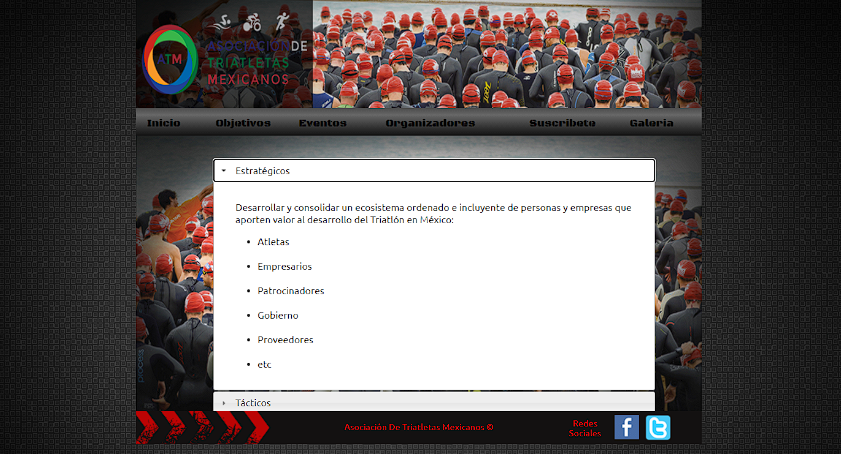 ATM
ASOCIACIÓN DE
TRIATLETAS
MEXICANOS
Inicio Objetivos Eventos Organizadores Suscribete Galeria
Estratégicos
Desarrollar y consolidar un ecosistema ordenado e incluyente de personas y empresas que
aporten valor al desarrollo del Triatlón en México:
Atletas
Empresarios
Patrocinadores
Gobierno
Proveedores
etc
Tácticos
Asociación De Triatletas Mexicanos ©
Redes
Sociales